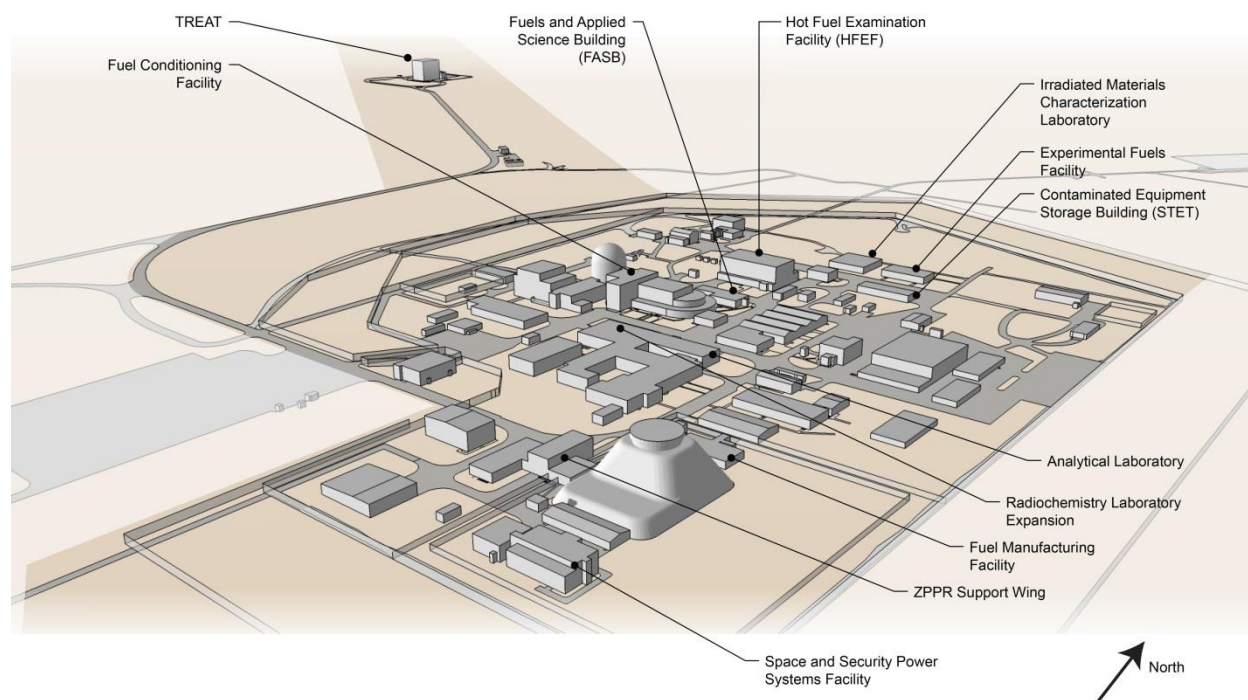 TREAT
Fuel Conditioning
Facility
Fuels and Applied
Science Building
(FASB)
Hot Fuel Examination
Facility (HFEF)
Irradiated Materials
Characterization
Laboratory
Experimental Fuels
Facility
Contaminated Equipment
Storage Building (STET)
Analytical Laboratory
Radiochemistry Laboratory
Expansion
Fuel Manufacturing
Facility
ZPPR Support Wing
Space and Security Power
Systems Facility
North